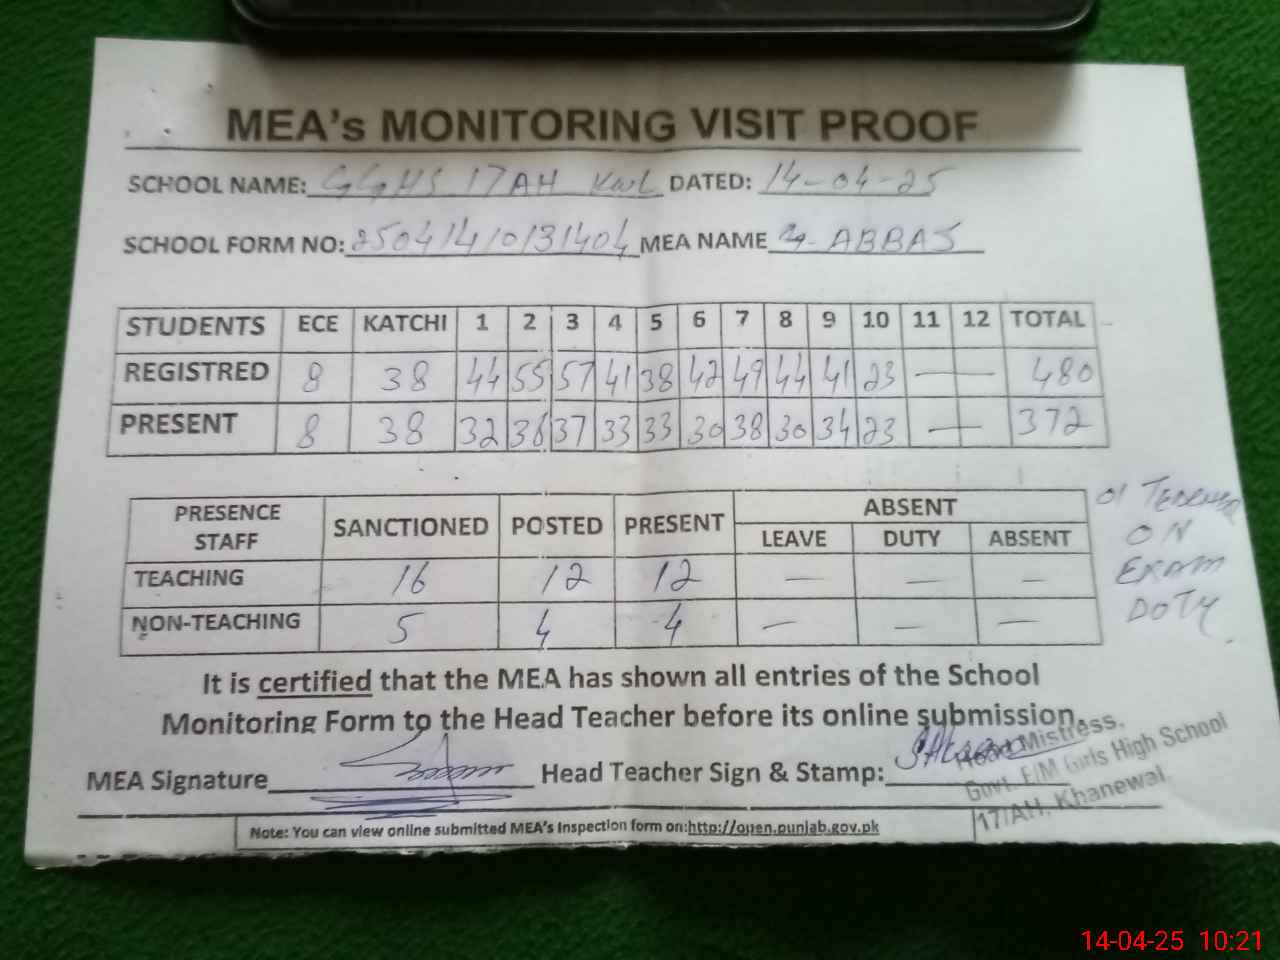 MEA's MONITORING VISIT PROOF
SCHOOL NAME: GGHS 17AH Kwl DATED: 14-04-25
SCHOOL FORM NO: 25041410131404 MEA NAME G. ABBAS
STUDENTS ECE KATCHI 1 2 3 4 5 6 7 8 9 10 11 12 TOTAL
REGISTRED 8 38 44 55 57 41 38 42 49 44 41 23 — — 480
PRESENT 8 38 32 36 37 33 33 30 38 30 34 23 — — 372
PRESENCE STAFF SANCTIONED POSTED PRESENT ABSENT
LEAVE DUTY ABSENT
TEACHING 16 12 12 — — —
NON-TEACHING 5 4 4 — — —
01 Teacher
ON
EXAM
DOTY
It is certified that the MEA has shown all entries of the School
Monitoring Form to the Head Teacher before its online submission.
MEA Signature Head Teacher Sign & Stamp:
Head Mistress,
Govt. E/M Girls High School
17/AH, Khanewal
Note: You can view online submitted MEA's Inspection form on:http://open.punjab.gov.pk
14-04-25 10:21